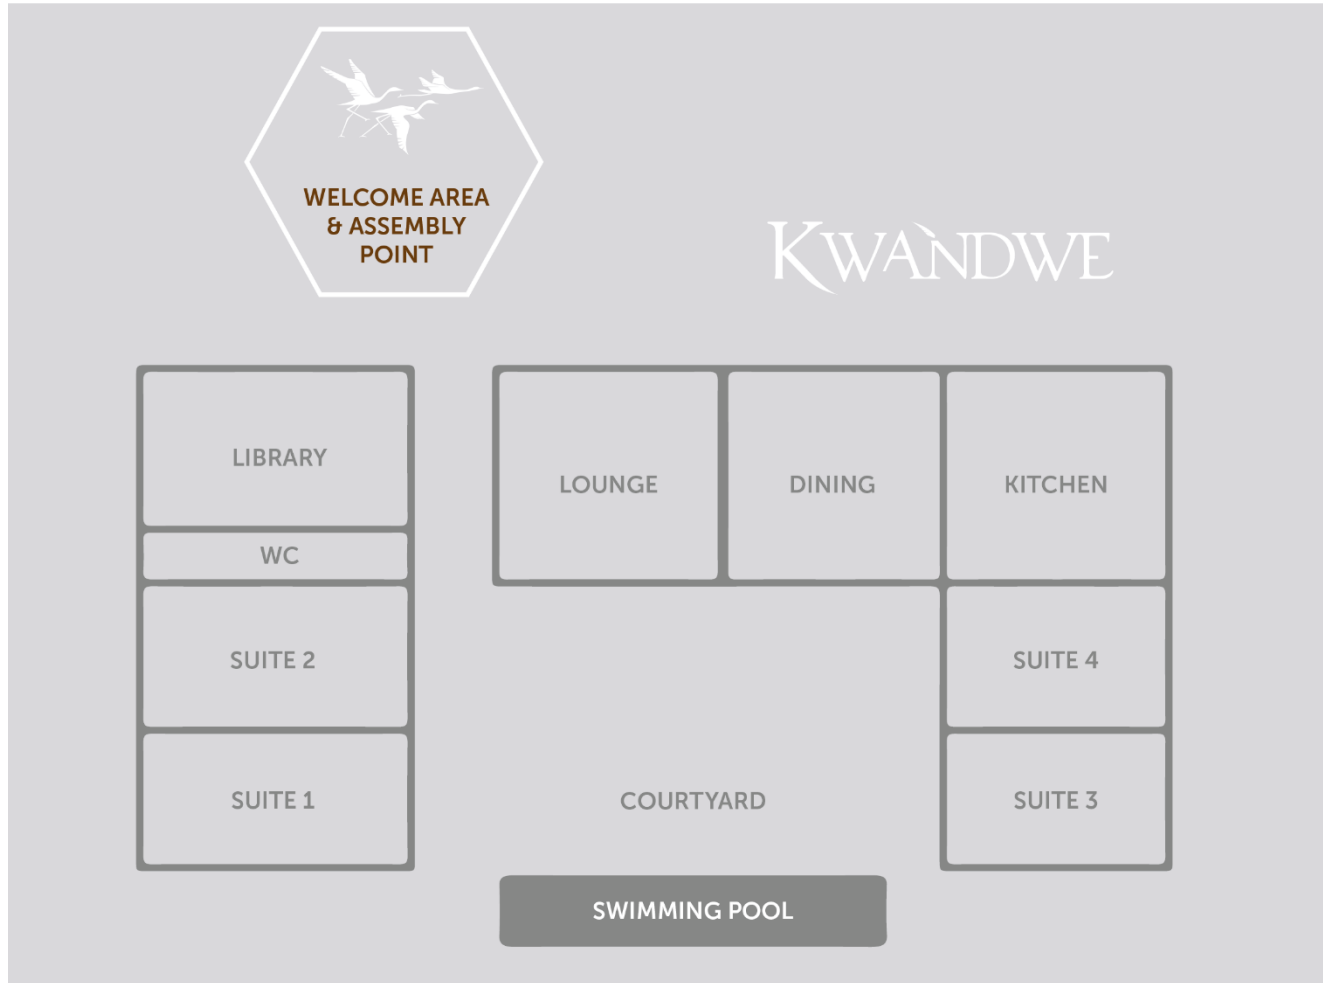 WELCOME AREA
& ASSEMBLY
POINT
KWANDWE
LIBRARY
LOUNGE
DINING
KITCHEN
WC
SUITE 2
SUITE 4
SUITE 1
COURTYARD
SUITE 3
SWIMMING POOL